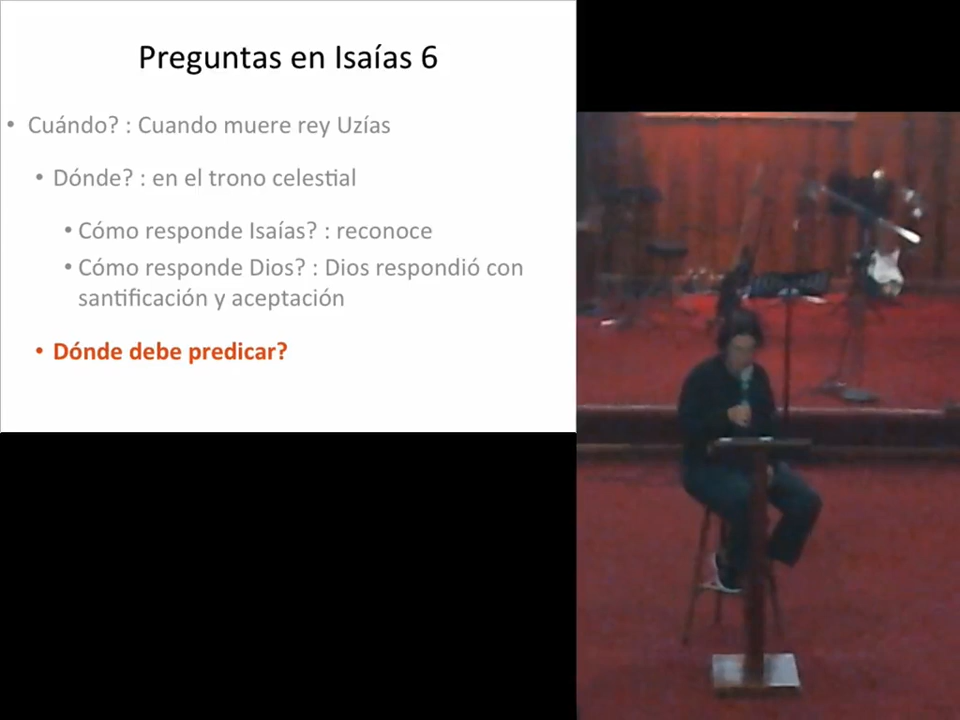 Preguntas en Isaías 6
• Cuándo? : Cuando muere rey Uzías
• Dónde? : en el trono celestial
• Cómo responde Isaías? : reconoce
• Cómo responde Dios? : Dios respondió con
santificación y aceptación
• Dónde debe predicar?